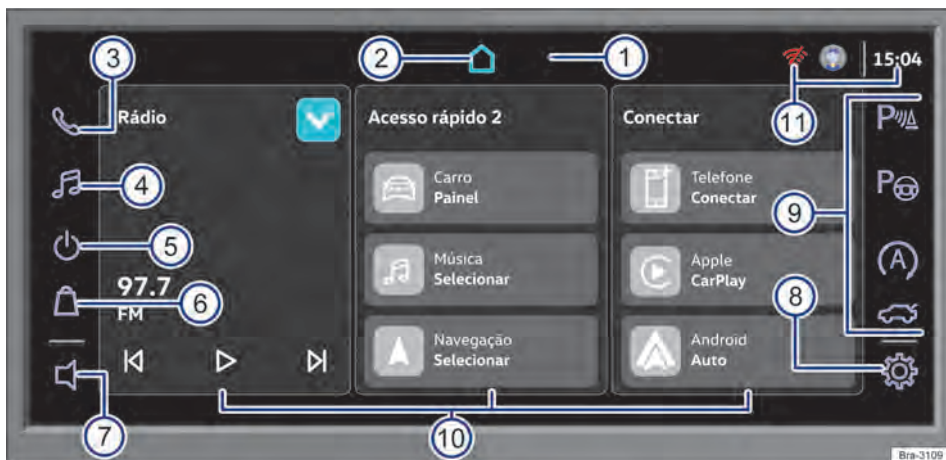 3
2
1
15:04
11
Rádio
Acesso rápido 2
Conectar
P
4
Carro
Painel
Telefone
Conectar
P
9
5
Música
Selecionar
Apple
CarPlay
A
97.7
FM
6
8
Navegação
Selecionar
Android
Auto
7
10
Bra-3109